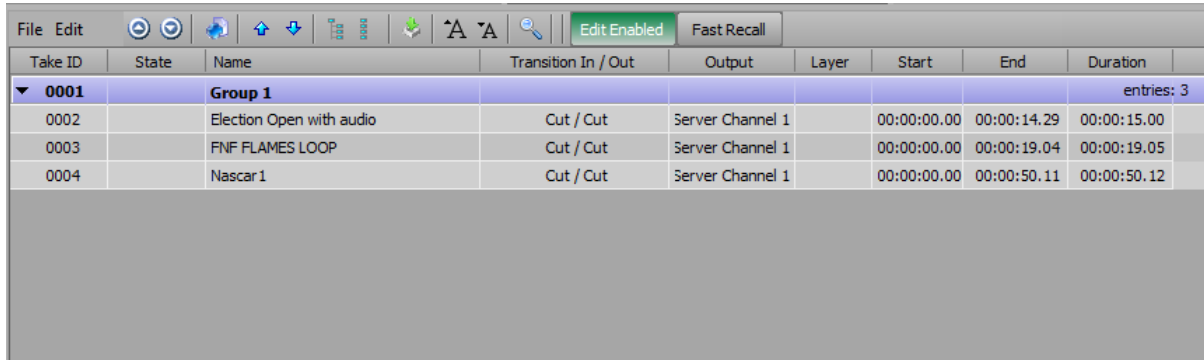 File Edit A A Edit Enabled Fast Recall
Take ID State Name Transition In / Out Output Layer Start End Duration
0001 Group 1 entries: 3
0002 Election Open with audio Cut / Cut Server Channel 1 00:00:00.00 00:00:14.29 00:00:15.00
0003 FNF FLAMES LOOP Cut / Cut Server Channel 1 00:00:00.00 00:00:19.04 00:00:19.05
0004 Nascar1 Cut / Cut Server Channel 1 00:00:00.00 00:00:50.11 00:00:50.12